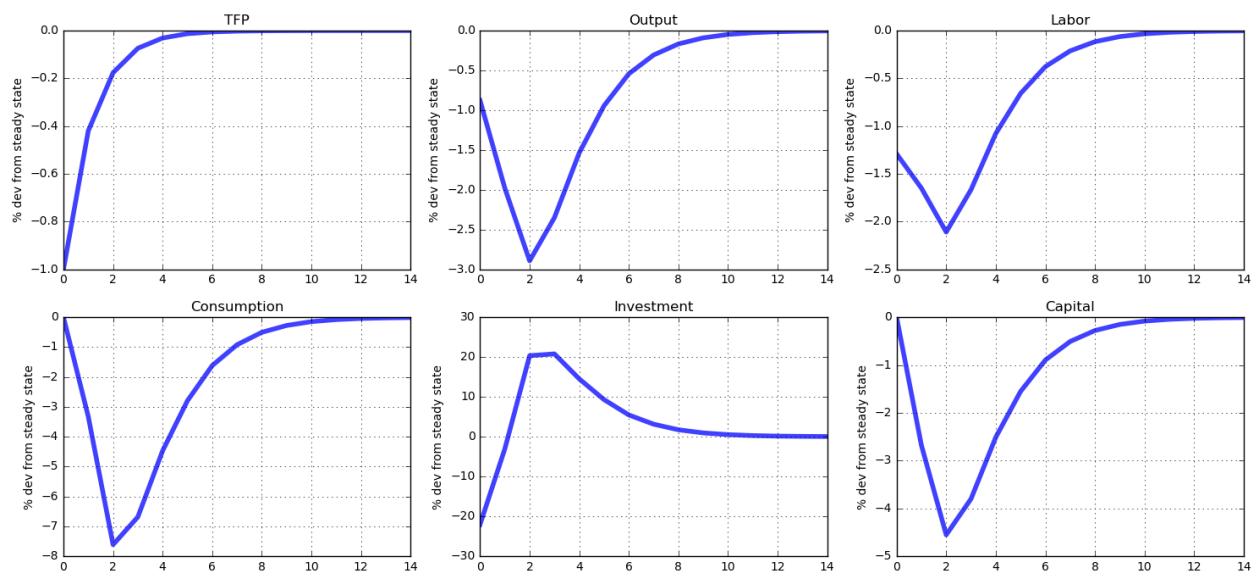 TFP
0.0
−0.2
−0.4
−0.6
−0.8
−1.0
% dev from steady state
0 2 4 6 8 10 12 14
Output
0.0
−0.5
−1.0
−1.5
−2.0
−2.5
−3.0
% dev from steady state
0 2 4 6 8 10 12 14
Labor
0.0
−0.5
−1.0
−1.5
−2.0
−2.5
% dev from steady state
0 2 4 6 8 10 12 14
Consumption
0
−1
−2
−3
−4
−5
−6
−7
−8
% dev from steady state
0 2 4 6 8 10 12 14
Investment
30
20
10
0
−10
−20
−30
% dev from steady state
0 2 4 6 8 10 12 14
Capital
0
−1
−2
−3
−4
−5
% dev from steady state
0 2 4 6 8 10 12 14